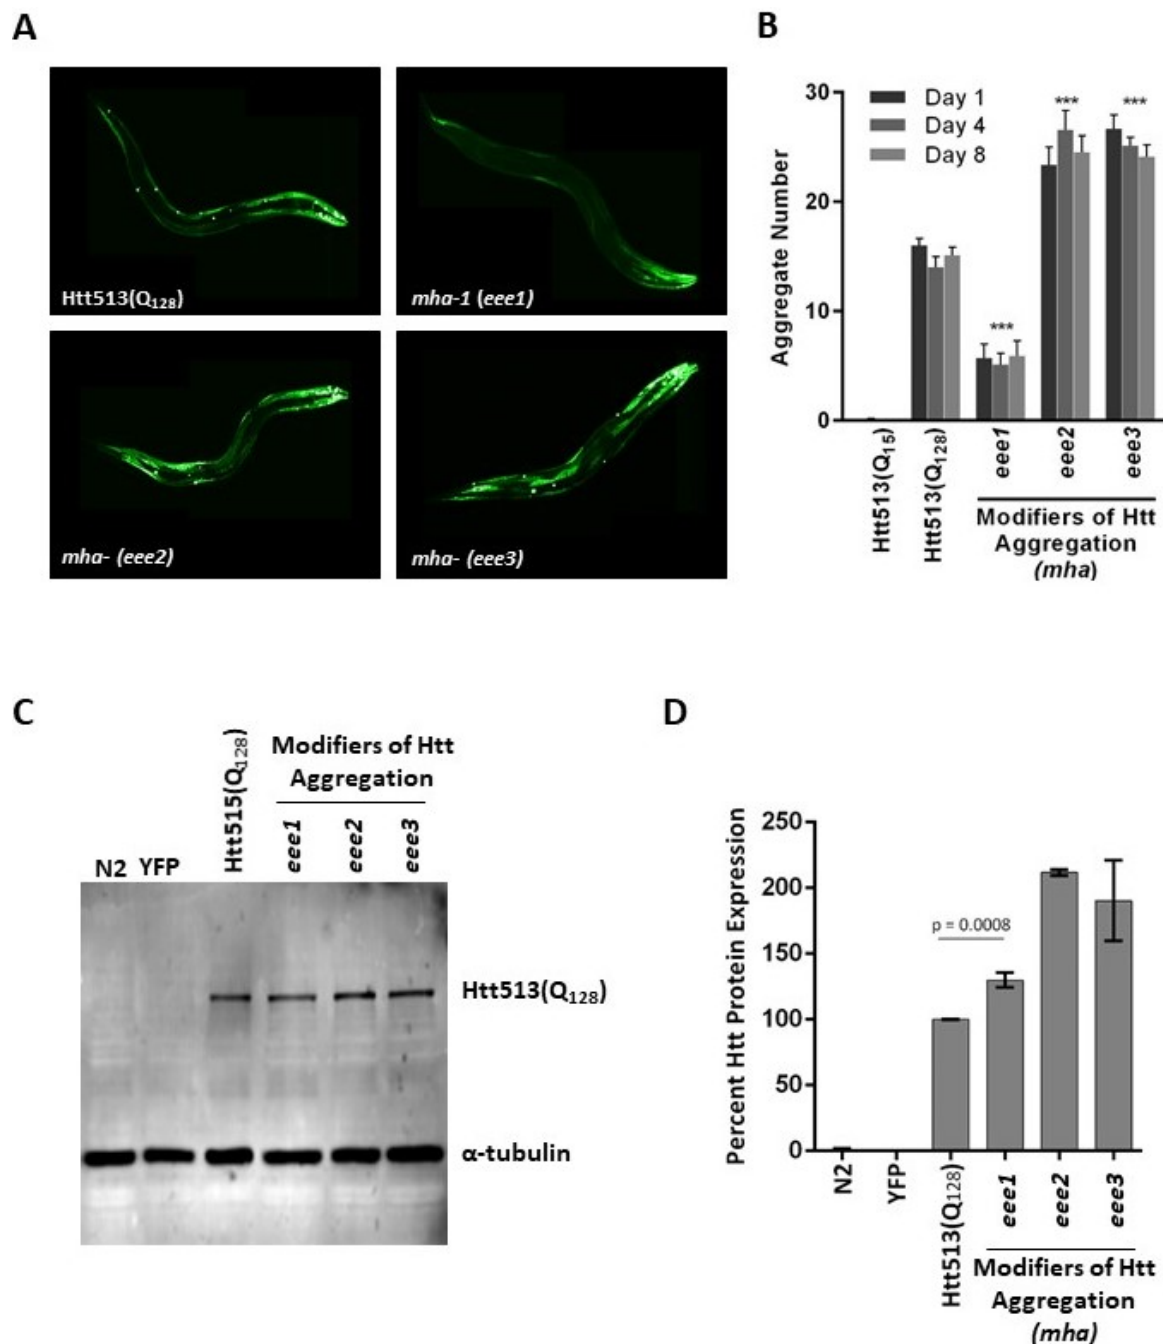 A
Htt513(Q128)
mha-1 (eee1)
mha- (eee2)
mha- (eee3)
B
Day 1
Day 4
Day 8
Aggregate Number
30
20
10
0
***
***
***
Htt513(Q15)
Htt513(Q128)
eee1
eee2
eee3
Modifiers of Htt
Aggregation
(mha)
C
N2
YFP
Htt515(Q128)
Modifiers of Htt
Aggregation
eee1
eee2
eee3
Htt513(Q128)
α-tubulin
D
Percent Htt Protein Expression
250
200
150
100
50
0
p = 0.0008
N2
YFP
Htt513(Q128)
eee1
eee2
eee3
Modifiers of Htt
Aggregation
(mha)